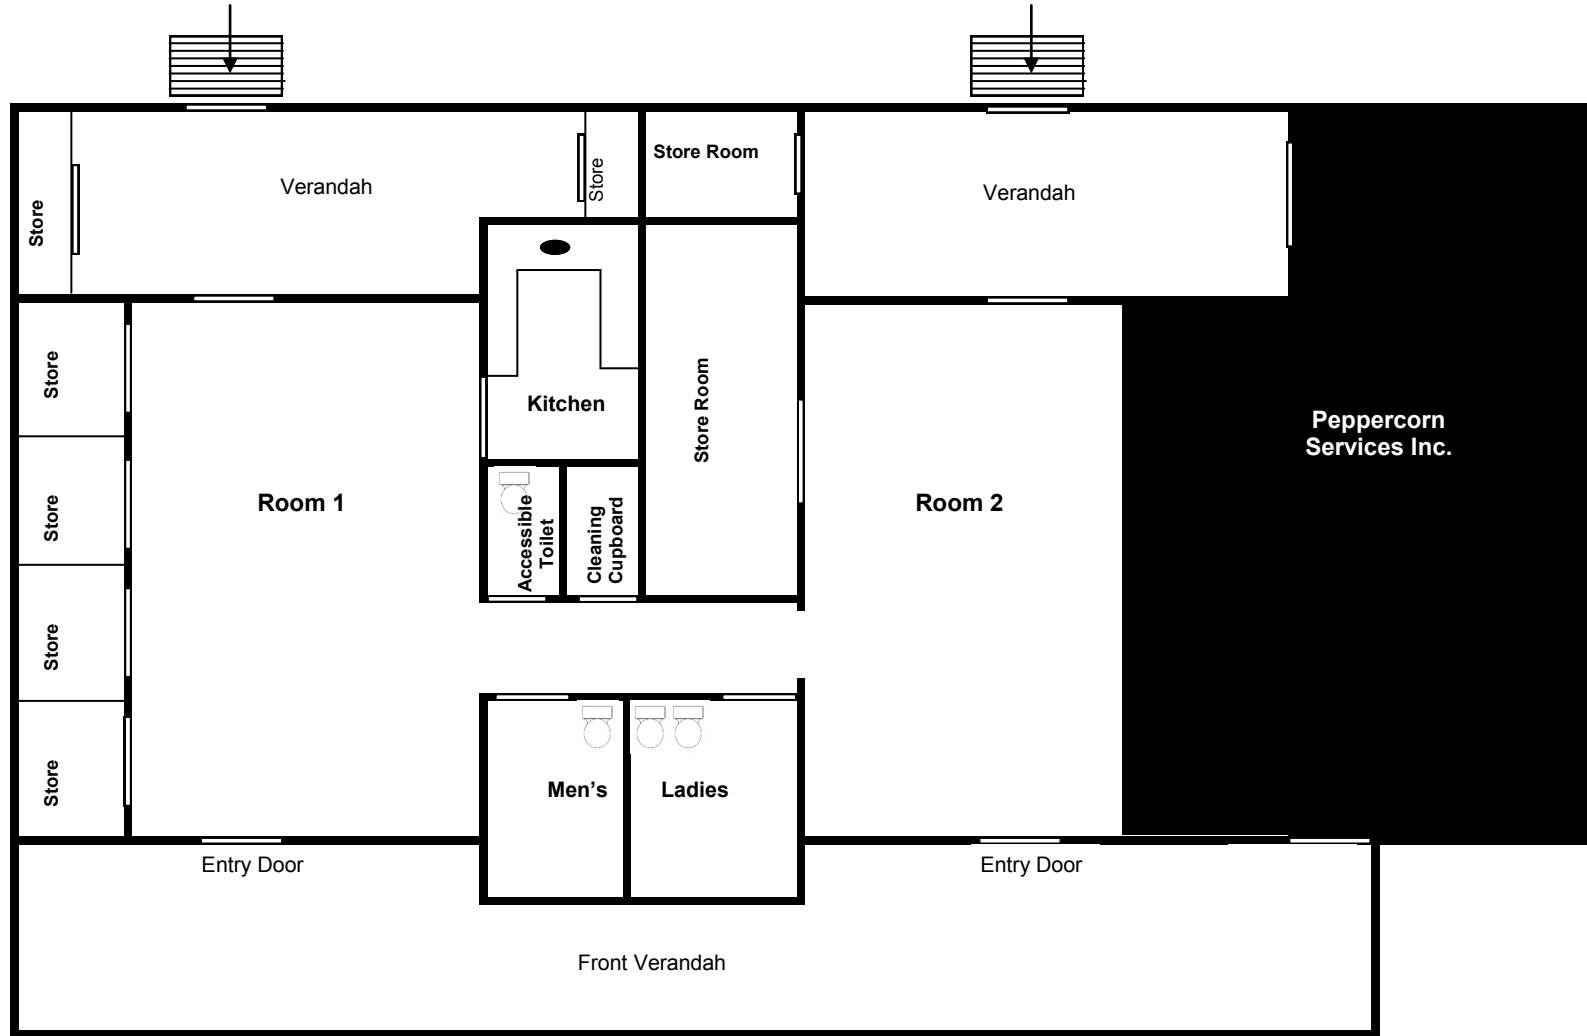 Store Room
Verandah
Store
Verandah
Store
Store
Kitchen
Store Room
Peppercorn
Services Inc.
Room 1
Store
Accessible
Toilet
Cleaning
Cupboard
Room 2
Store
Store
Men's
Ladies
Entry Door
Entry Door
Front Verandah